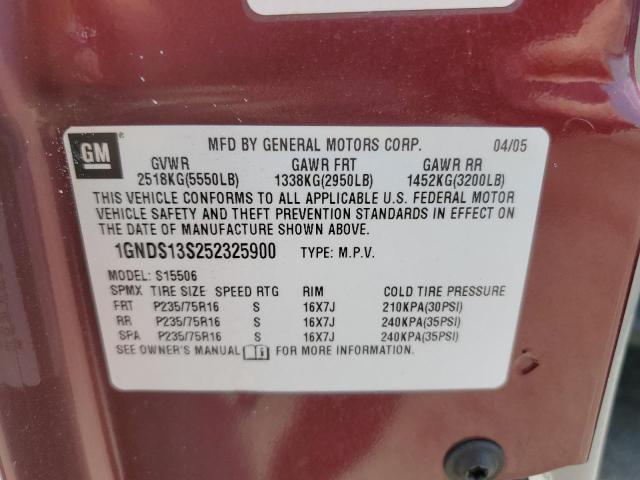 GM
MFD BY GENERAL MOTORS CORP. 04/05
GVWR GAWR FRT GAWR RR
2518KG(5550LB) 1338KG(2950LB) 1452KG(3200LB)
THIS VEHICLE CONFORMS TO ALL APPLICABLE U.S. FEDERAL MOTOR
VEHICLE SAFETY AND THEFT PREVENTION STANDARDS IN EFFECT ON
THE DATE OF MANUFACTURE SHOWN ABOVE.
1GNDS13S252325900 TYPE: M.P.V.
MODEL: S15506
SPMX TIRE SIZE SPEED RTG RIM COLD TIRE PRESSURE
FRT P235/75R16 S 16X7J 210KPA(30PSI)
RR P235/75R16 S 16X7J 240KPA(35PSI)
SPA P235/75R16 S 16X7J 240KPA(35PSI)
SEE OWNER'S MANUAL FOR MORE INFORMATION.